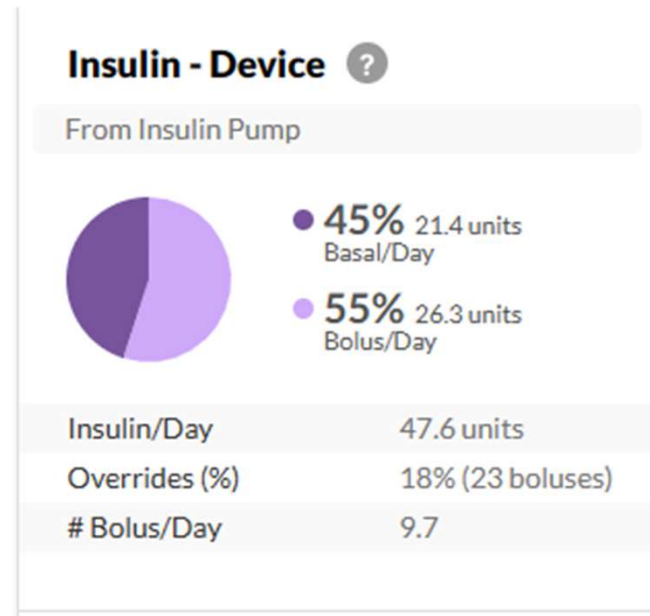 Insulin - Device ?
From Insulin Pump
45% 21.4 units
Basal/Day
55% 26.3 units
Bolus/Day
Insulin/Day 47.6 units
Overrides (%) 18% (23 boluses)
# Bolus/Day 9.7